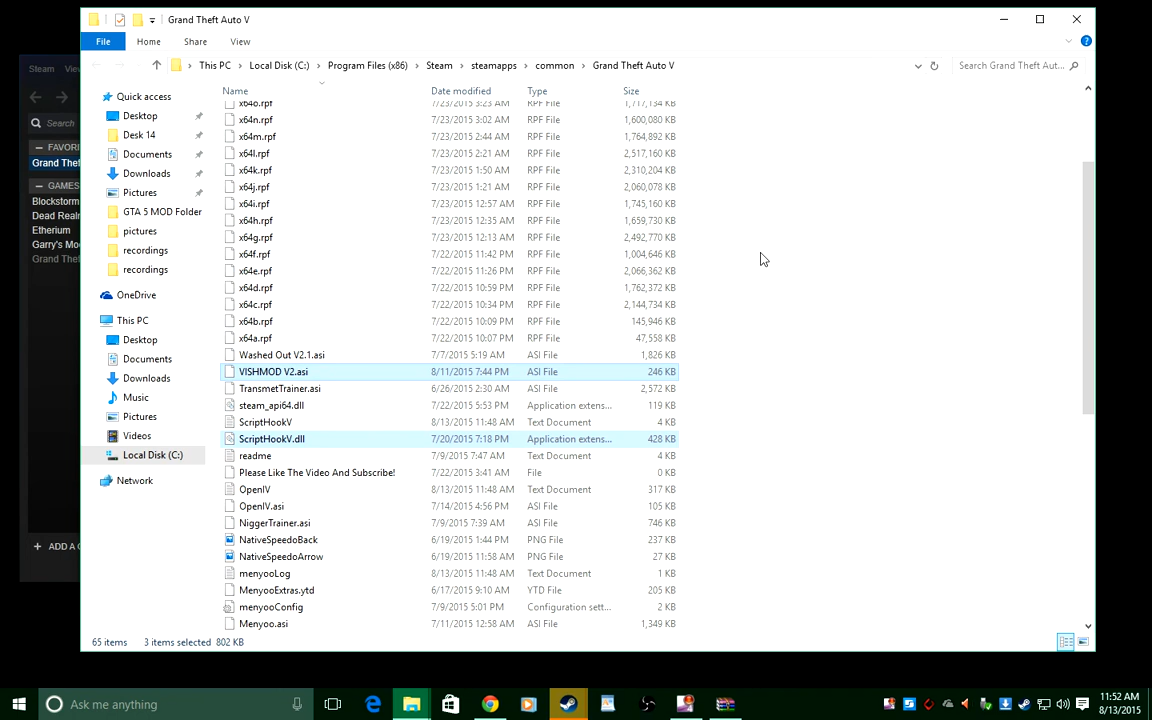 Grand Theft Auto V
File Home Share View
This PC Local Disk (C:) Program Files (x86) Steam steamapps common Grand Theft Auto V Search Grand Theft Aut...
Steam
FAVORI
Grand Thef
GAMES
Blockstorm
Dead Realm
Etherium
Garry's Mo
Grand Thef
ADD A G
Search
Quick access
Desktop
Desk 14
Documents
Downloads
Pictures
GTA 5 MOD Folder
pictures
recordings
recordings
OneDrive
This PC
Desktop
Documents
Downloads
Music
Pictures
Videos
Local Disk (C:)
Network
Name Date modified Type Size
x64o.rpf 7/23/2015 3:23 AM RPF File 1,717,134 KB
x64n.rpf 7/23/2015 3:02 AM RPF File 1,600,080 KB
x64m.rpf 7/23/2015 2:44 AM RPF File 1,764,892 KB
x64l.rpf 7/23/2015 2:21 AM RPF File 2,517,160 KB
x64k.rpf 7/23/2015 1:50 AM RPF File 2,310,204 KB
x64j.rpf 7/23/2015 1:21 AM RPF File 2,060,078 KB
x64i.rpf 7/23/2015 12:57 AM RPF File 1,745,160 KB
x64h.rpf 7/23/2015 12:35 AM RPF File 1,659,730 KB
x64g.rpf 7/23/2015 12:13 AM RPF File 2,492,770 KB
x64f.rpf 7/22/2015 11:42 PM RPF File 1,004,646 KB
x64e.rpf 7/22/2015 11:26 PM RPF File 2,066,362 KB
x64d.rpf 7/22/2015 10:59 PM RPF File 1,762,372 KB
x64c.rpf 7/22/2015 10:34 PM RPF File 2,144,734 KB
x64b.rpf 7/22/2015 10:09 PM RPF File 145,946 KB
x64a.rpf 7/22/2015 10:07 PM RPF File 47,558 KB
Washed Out V2.1.asi 7/7/2015 5:19 AM ASI File 1,826 KB
VISHMOD V2.asi 8/11/2015 7:44 PM ASI File 246 KB
TransmetTrainer.asi 6/26/2015 2:30 AM ASI File 2,572 KB
steam_api64.dll 7/22/2015 5:53 PM Application extens... 119 KB
ScriptHookV 8/13/2015 11:48 AM Text Document 4 KB
ScriptHookV.dll 7/20/2015 7:18 PM Application extens... 428 KB
readme 7/9/2015 7:47 AM Text Document 4 KB
Please Like The Video And Subscribe! 7/22/2015 3:41 AM File 0 KB
OpenIV 8/13/2015 11:48 AM Text Document 317 KB
OpenIV.asi 7/14/2015 4:56 PM ASI File 105 KB
NiggerTrainer.asi 7/9/2015 7:39 AM ASI File 746 KB
NativeSpeedoBack 6/19/2015 1:44 PM PNG File 237 KB
NativeSpeedoArrow 6/19/2015 11:58 AM PNG File 27 KB
menyooLog 8/13/2015 11:48 AM Text Document 1 KB
MenyooExtras.ytd 6/17/2015 9:10 AM YTD File 205 KB
menyooConfig 7/9/2015 5:01 PM Configuration sett... 2 KB
Menyoo.asi 7/11/2015 12:58 AM ASI File 1,349 KB
65 items 3 items selected 802 KB
Ask me anything
11:52 AM
8/13/2015